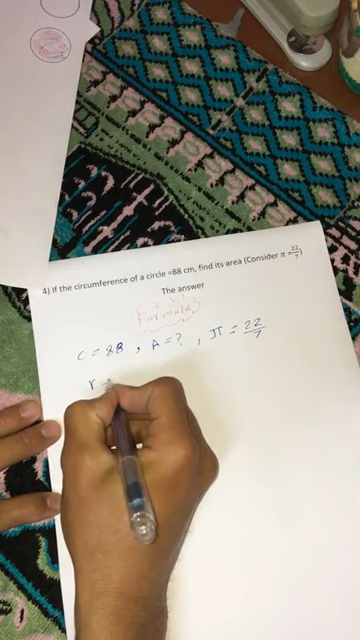 4) If the circumference of a circle =88 cm, find its area (Consider π = 22/7)
The answer
Formula
C = 88 , A = ? , π = 22/7
r =